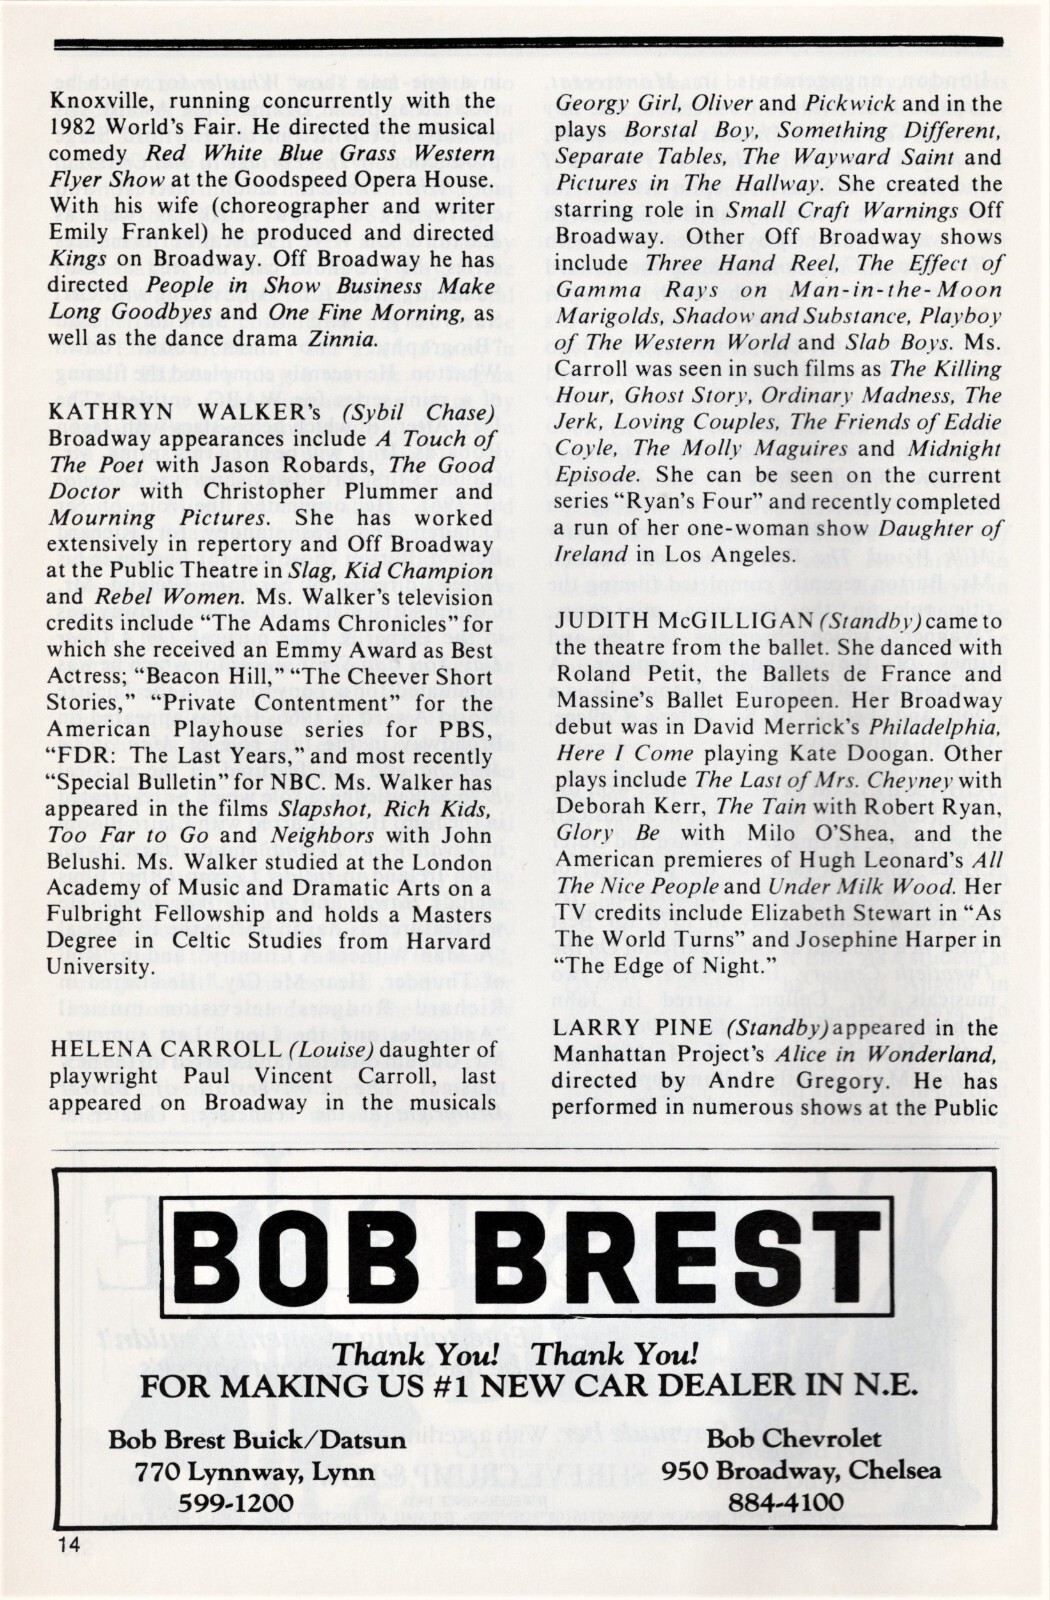 Knoxville, running concurrently with the
1982 World's Fair. He directed the musical
comedy Red White Blue Grass Western
Flyer Show at the Goodspeed Opera House.
With his wife (choreographer and writer
Emily Frankel) he produced and directed
Kings on Broadway. Off Broadway he has
directed People in Show Business Make
Long Goodbyes and One Fine Morning, as
well as the dance drama Zinnia.
KATHRYN WALKER's (Sybil Chase)
Broadway appearances include A Touch of
The Poet with Jason Robards, The Good
Doctor with Christopher Plummer and
Mourning Pictures. She has worked
extensively in repertory and Off Broadway
at the Public Theatre in Slag, Kid Champion
and Rebel Women. Ms. Walker's television
credits include “The Adams Chronicles” for
which she received an Emmy Award as Best
Actress; “Beacon Hill,” “The Cheever Short
Stories,” “Private Contentment” for the
American Playhouse series for PBS,
“FDR: The Last Years,” and most recently
“Special Bulletin” for NBC. Ms. Walker has
appeared in the films Slapshot, Rich Kids,
Too Far to Go and Neighbors with John
Belushi. Ms. Walker studied at the London
Academy of Music and Dramatic Arts on a
Fulbright Fellowship and holds a Masters
Degree in Celtic Studies from Harvard
University.
HELENA CARROLL (Louise) daughter of
playwright Paul Vincent Carroll, last
appeared on Broadway in the musicals
Georgy Girl, Oliver and Pickwick and in the
plays Borstal Boy, Something Different,
Separate Tables, The Wayward Saint and
Pictures in The Hallway. She created the
starring role in Small Craft Warnings Off
Broadway. Other Off Broadway shows
include Three Hand Reel, The Effect of
Gamma Rays on Man-in-the-Moon
Marigolds, Shadow and Substance, Playboy
of The Western World and Slab Boys. Ms.
Carroll was seen in such films as The Killing
Hour, Ghost Story, Ordinary Madness, The
Jerk, Loving Couples, The Friends of Eddie
Coyle, The Molly Maguires and Midnight
Episode. She can be seen on the current
series “Ryan's Four” and recently completed
a run of her one-woman show Daughter of
Ireland in Los Angeles.
JUDITH McGILLIGAN (Standby) came to
the theatre from the ballet. She danced with
Roland Petit, the Ballets de France and
Massine's Ballet Europeen. Her Broadway
debut was in David Merrick's Philadelphia,
Here I Come playing Kate Doogan. Other
plays include The Last of Mrs. Cheyney with
Deborah Kerr, The Tain with Robert Ryan,
Glory Be with Milo O'Shea, and the
American premieres of Hugh Leonard's All
The Nice People and Under Milk Wood. Her
TV credits include Elizabeth Stewart in “As
The World Turns” and Josephine Harper in
“The Edge of Night.”
LARRY PINE (Standby) appeared in the
Manhattan Project's Alice in Wonderland,
directed by Andre Gregory. He has
performed in numerous shows at the Public
BOB BREST
Thank You! Thank You!
FOR MAKING US #1 NEW CAR DEALER IN N.E.
Bob Brest Buick/Datsun
770 Lynnway, Lynn
599-1200
Bob Chevrolet
950 Broadway, Chelsea
884-4100
14